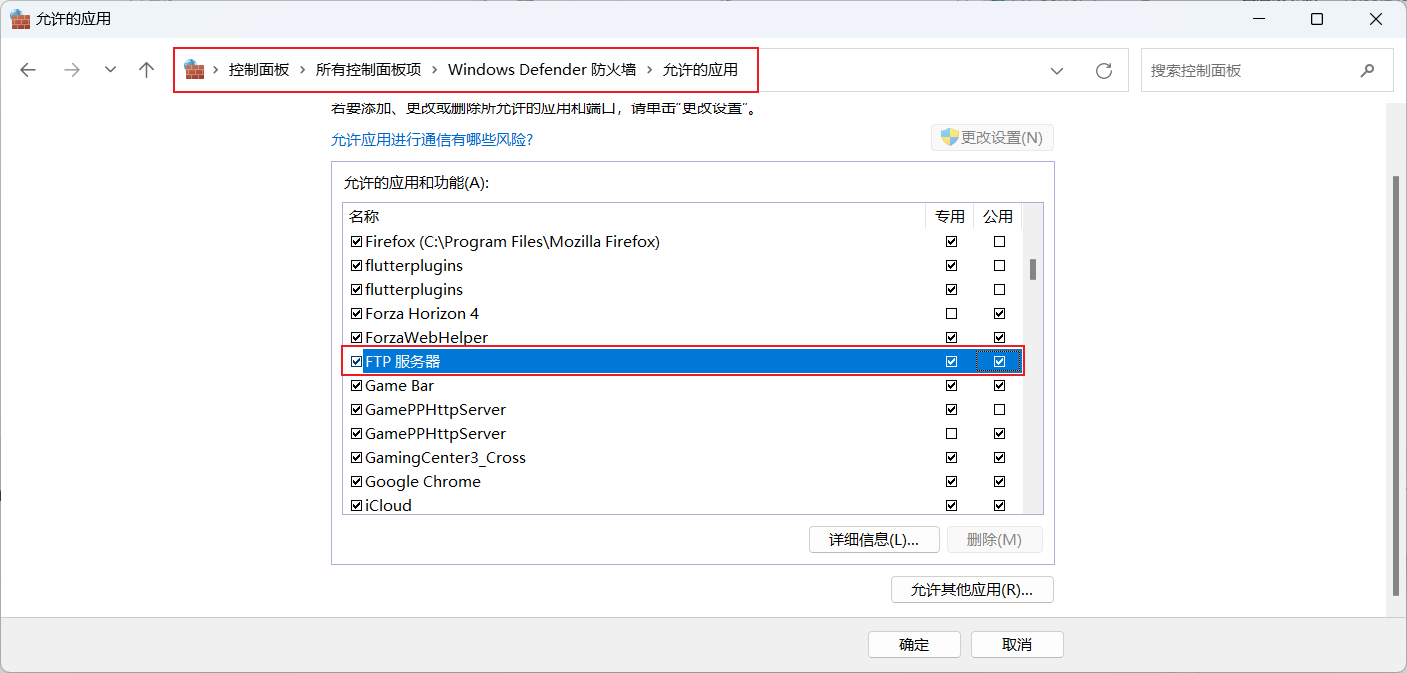 允许的应用
控制面板 › 所有控制面板项 › Windows Defender 防火墙 › 允许的应用
搜索控制面板
若要添加、更改或删除所允许的应用和端口，请单击"更改设置"。
允许应用进行通信有哪些风险?
更改设置(N)
允许的应用和功能(A):
名称 专用 公用
Firefox (C:\Program Files\Mozilla Firefox)
flutterplugins
flutterplugins
Forza Horizon 4
ForzaWebHelper
FTP 服务器
Game Bar
GamePPHttpServer
GamePPHttpServer
GamingCenter3_Cross
Google Chrome
iCloud
详细信息(L)... 删除(M)
允许其他应用(R)...
确定 取消